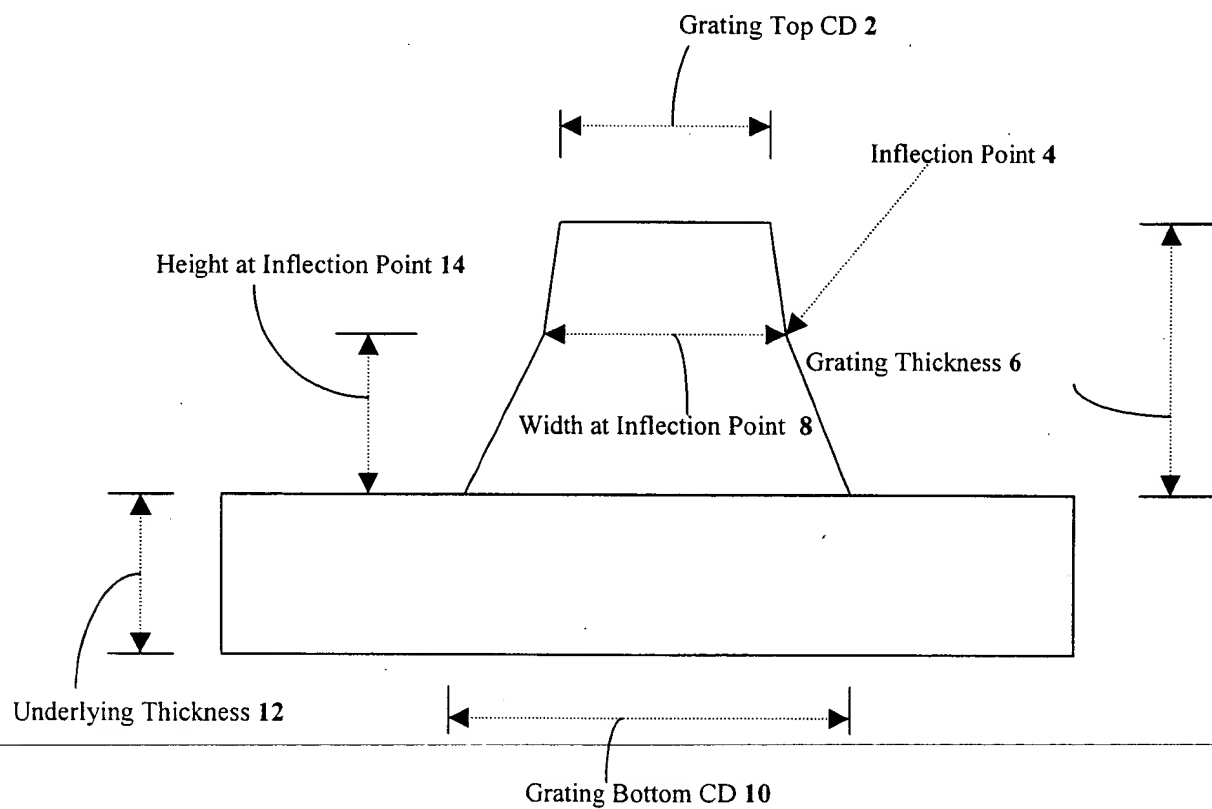 Grating Top CD 2
Inflection Point 4
Height at Inflection Point 14
Grating Thickness 6
Width at Inflection Point 8
Underlying Thickness 12
Grating Bottom CD 10